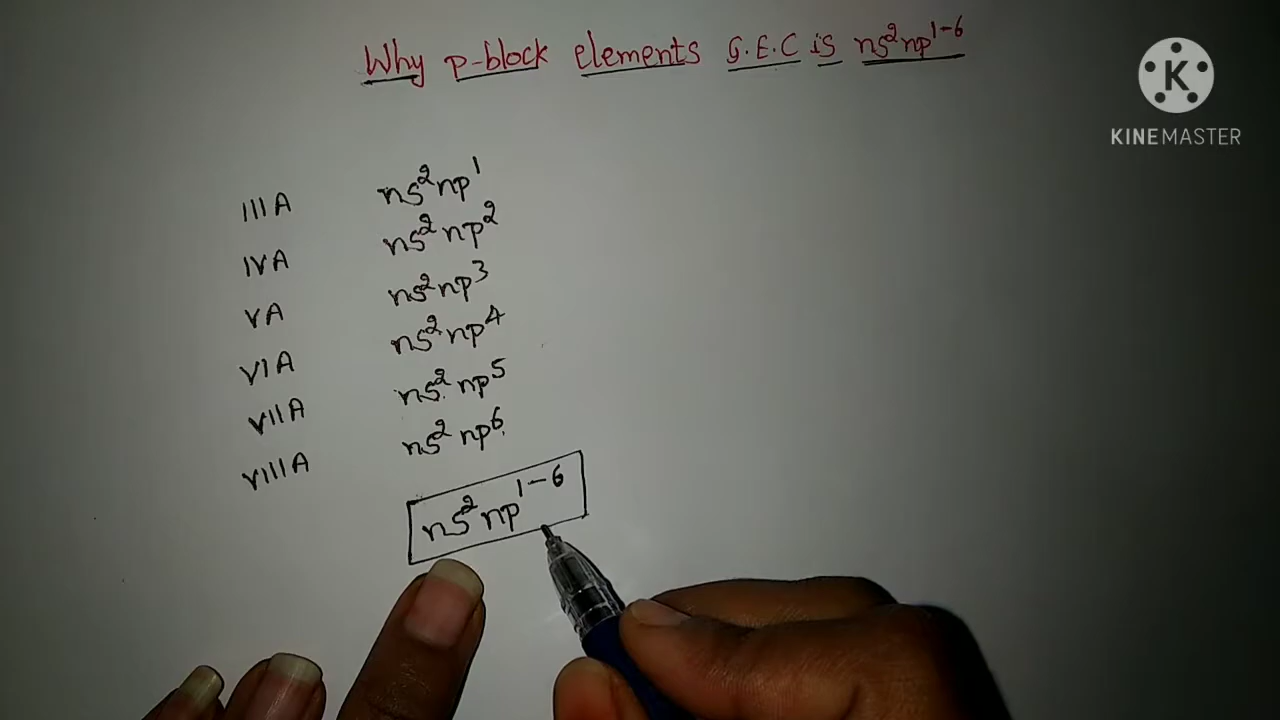 Why p-block elements G.E.C is ns²np¹⁻⁶
K
KINEMASTER
IIIA ns²np¹
IVA ns²np²
VA ns²np³
VIA ns²np⁴
VIIA ns²np⁵
VIIIA ns²np⁶
ns²np¹⁻⁶